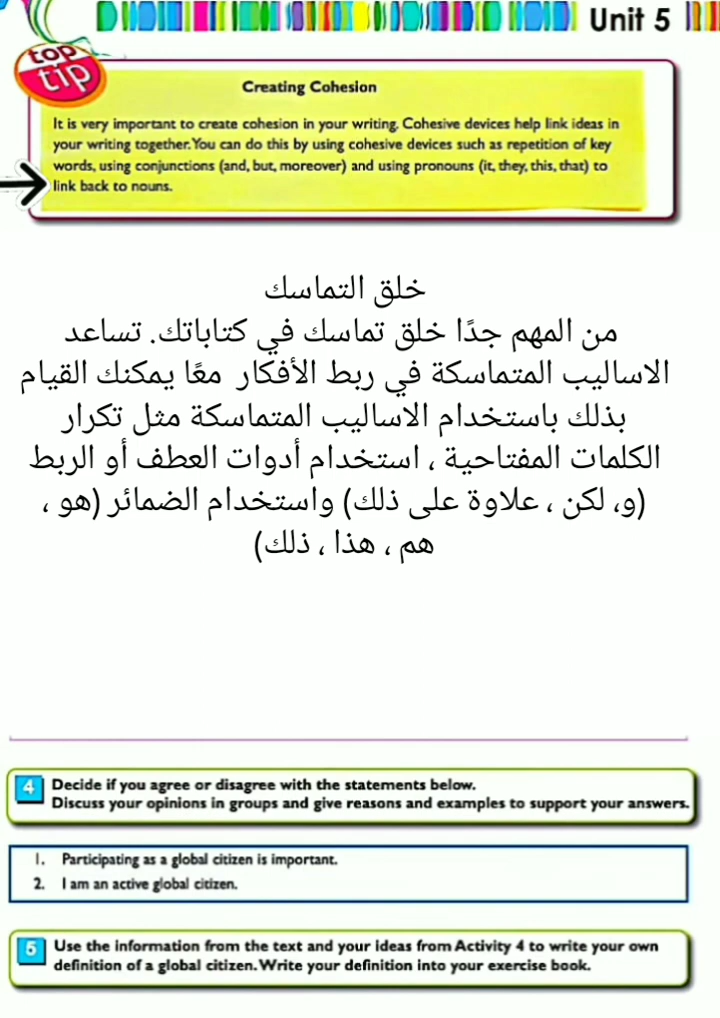 Unit 5
top
tip
Creating Cohesion
It is very important to create cohesion in your writing. Cohesive devices help link ideas in
your writing together. You can do this by using cohesive devices such as repetition of key
words, using conjunctions (and, but, moreover) and using pronouns (it, they, this, that) to
link back to nouns.
خلق التماسك
من المهم جدًا خلق تماسك في كتاباتك. تساعد
الاساليب المتماسكة في ربط الأفكار معًا يمكنك القيام
بذلك باستخدام الاساليب المتماسكة مثل تكرار
الكلمات المفتاحية ، استخدام أدوات العطف أو الربط
(و، لكن ، علاوة على ذلك) واستخدام الضمائر (هو ،
هم ، هذا ، ذلك)
4 Decide if you agree or disagree with the statements below.
Discuss your opinions in groups and give reasons and examples to support your answers.
1. Participating as a global citizen is important.
2. I am an active global citizen.
5 Use the information from the text and your ideas from Activity 4 to write your own
definition of a global citizen. Write your definition into your exercise book.